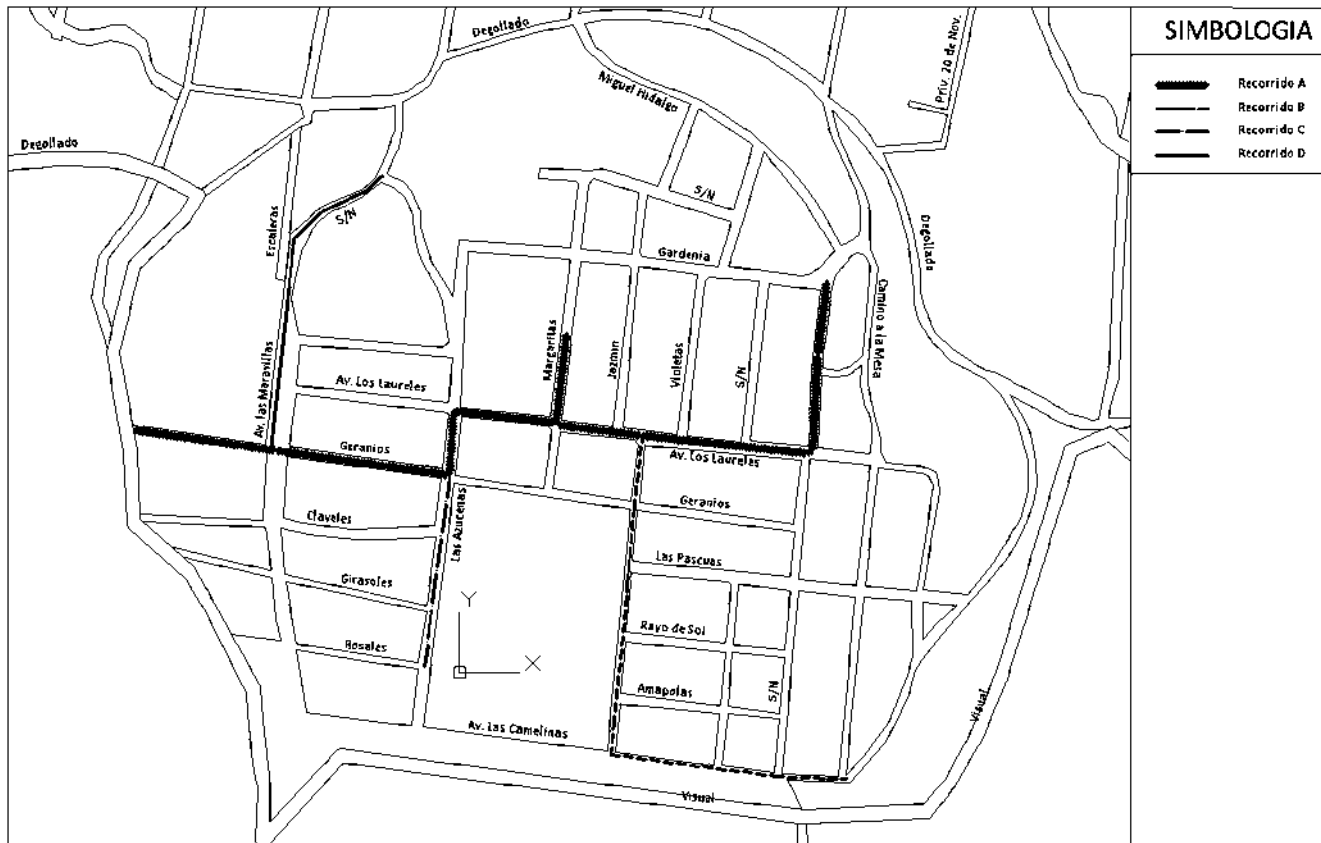 SIMBOLOGIA
Recorrido A
Recorrido B
Recorrido C
Recorrido D
Degollado
Miguel Hidalgo
Priv. 20 de Nov.
Degollado
S/N
S/N
Escaleras
Degollado
Gardenia
Camino a la Mesa
Margaritas
Jazmin
Violetas
S/N
Av. Las Maravillas
Av. Los Laureles
Geranios
Av. Los Laureles
Geranios
Claveles
Las Azucenas
Las Pascuas
Girasoles
Y
Rayo de Sol
Rosales
X
Amapolas
S/N
Visual
Av. Las Camelinas
Visual